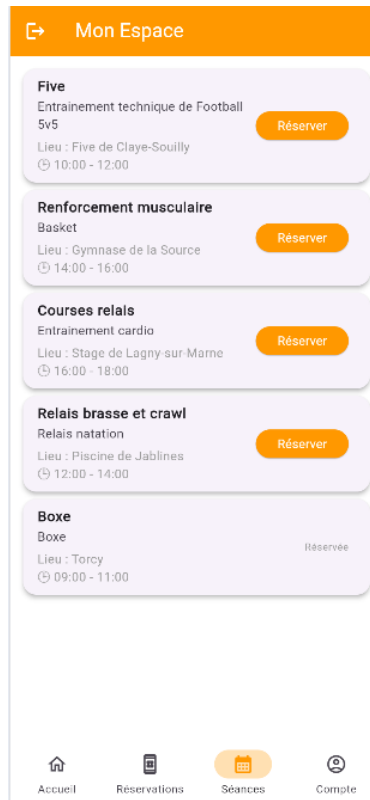 Mon Espace
Five
Entrainement technique de Football
5v5
Réserver
Lieu : Five de Claye-Souilly
10:00 - 12:00
Renforcement musculaire
Basket
Réserver
Lieu : Gymnase de la Source
14:00 - 16:00
Courses relais
Entrainement cardio
Réserver
Lieu : Stage de Lagny-sur-Marne
16:00 - 18:00
Relais brasse et crawl
Relais natation
Réserver
Lieu : Piscine de Jablines
12:00 - 14:00
Boxe
Boxe
Réservée
Lieu : Torcy
09:00 - 11:00
Accueil Réservations Séances Compte